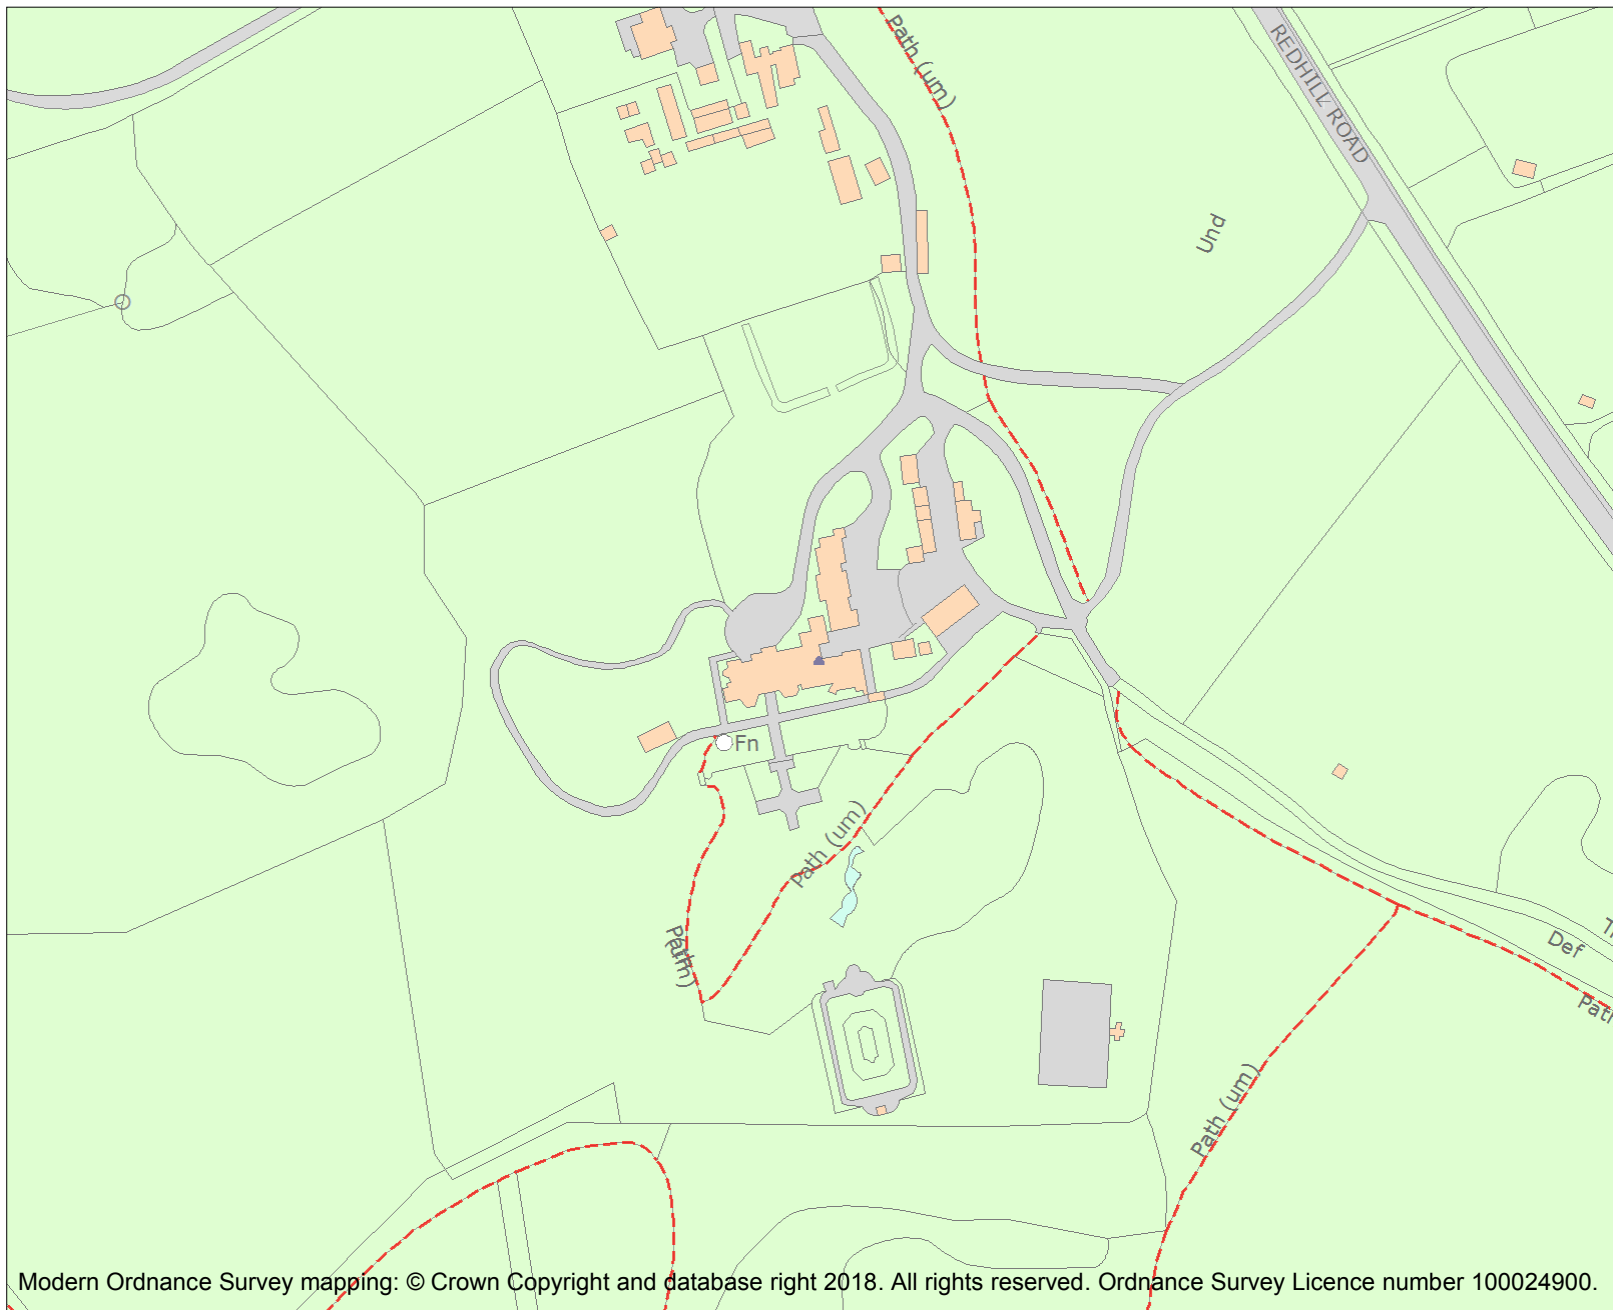 Path (um)
REDHILL ROAD
Und
Fn
Path (um)
Path
(um)
Def
Path
Path (um)
Modern Ordnance Survey mapping: © Crown Copyright and database right 2018. All rights reserved. Ordnance Survey Licence number 100024900.